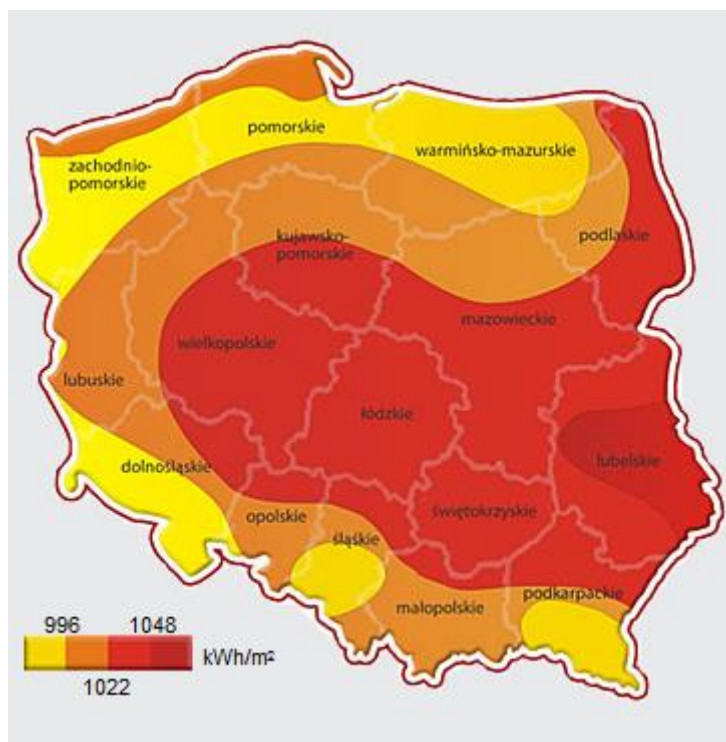 pomorskie
warmińsko-mazurskie
zachodnio-
pomorskie
kujawsko-
pomorskie
podlaskie
mazowieckie
wielkopolskie
lubuskie
łódzkie
dolnośląskie
lubelskie
opolskie
świętokrzyskie
śląskie
podkarpackie
małopolskie
996 1048
kWh/m²
1022